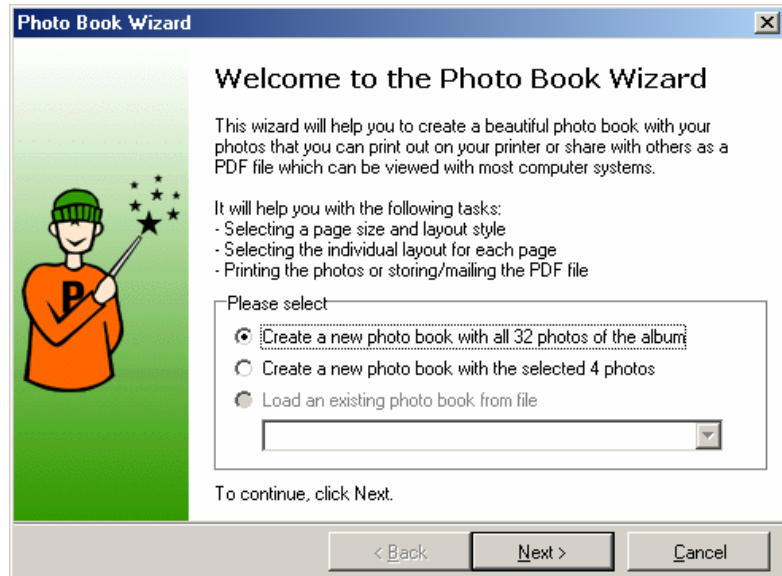 Photo Book Wizard
Welcome to the Photo Book Wizard
This wizard will help you to create a beautiful photo book with your
photos that you can print out on your printer or share with others as a
PDF file which can be viewed with most computer systems.
It will help you with the following tasks:
- Selecting a page size and layout style
- Selecting the individual layout for each page
- Printing the photos or storing/mailing the PDF file
P
Please select
Create a new photo book with all 32 photos of the album
Create a new photo book with the selected 4 photos
Load an existing photo book from file
To continue, click Next.
< Back
Next >
Cancel